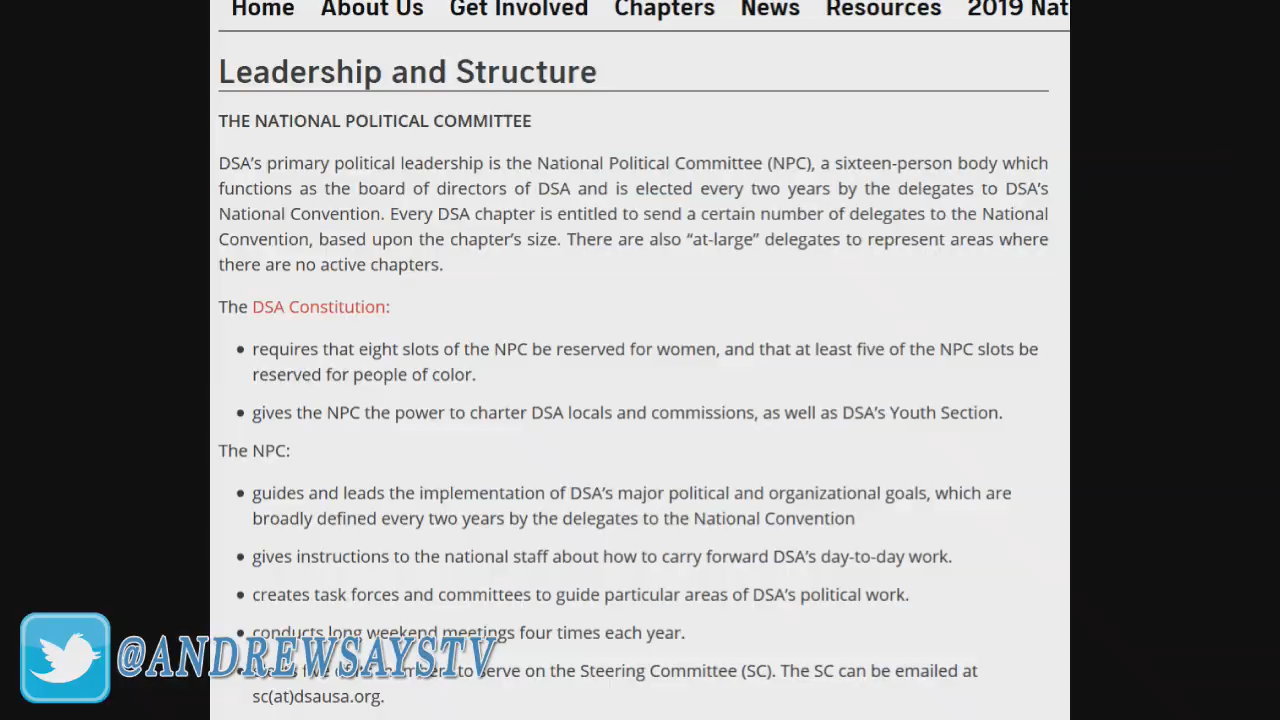 Home About Us Get Involved Chapters News Resources 2019 Nat
Leadership and Structure
THE NATIONAL POLITICAL COMMITTEE
DSA's primary political leadership is the National Political Committee (NPC), a sixteen-person body which
functions as the board of directors of DSA and is elected every two years by the delegates to DSA's
National Convention. Every DSA chapter is entitled to send a certain number of delegates to the National
Convention, based upon the chapter's size. There are also “at-large” delegates to represent areas where
there are no active chapters.
The DSA Constitution:
• requires that eight slots of the NPC be reserved for women, and that at least five of the NPC slots be
reserved for people of color.
• gives the NPC the power to charter DSA locals and commissions, as well as DSA's Youth Section.
The NPC:
• guides and leads the implementation of DSA's major political and organizational goals, which are
broadly defined every two years by the delegates to the National Convention
• gives instructions to the national staff about how to carry forward DSA's day-to-day work.
• creates task forces and committees to guide particular areas of DSA's political work.
• conducts long weekend meetings four times each year.
@ANDREWSAYSTV
to serve on the Steering Committee (SC). The SC can be emailed at
sc(at)dsausa.org.